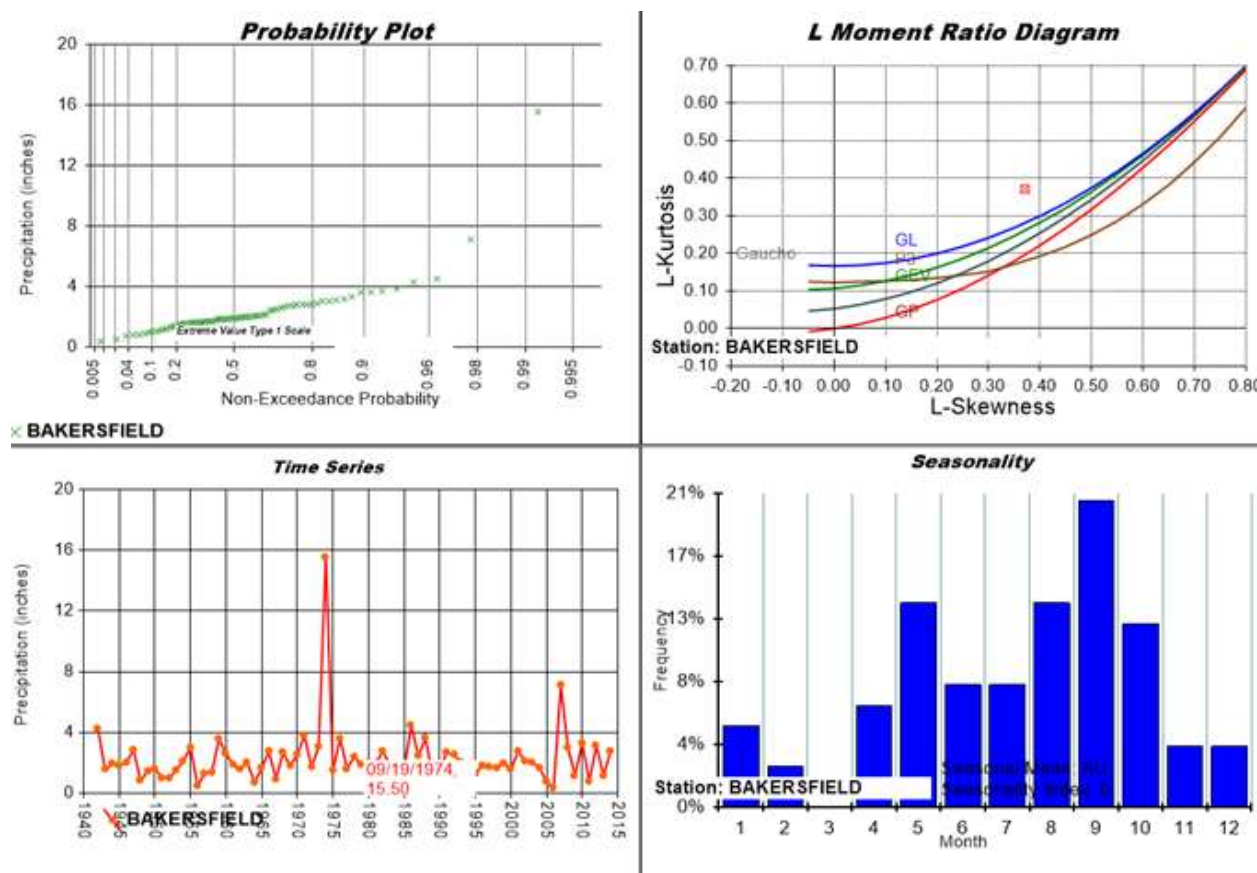 Probability Plot
Precipitation (inches)
20
16
12
8
4
0
Extreme Value Type 1 Scale
0.005
0.04
0.1
0.2
0.5
0.8
0.9
0.96
0.98
0.99
0.995
Non-Exceedance Probability
× BAKERSFIELD
L Moment Ratio Diagram
L-Kurtosis
0.70
0.60
0.50
0.40
0.30
0.20
0.10
0.00
-0.10
GL
Gaucho
P3
GEV
GP
Station: BAKERSFIELD
-0.20 -0.10 0.00 0.10 0.20 0.30 0.40 0.50 0.60 0.70 0.80
L-Skewness
Time Series
Precipitation (inches)
20
16
12
8
4
0
09/19/1974,
15.50
1940 1945 1950 1955 1960 1965 1970 1975 1980 1985 1990 1995 2000 2005 2010 2015
BAKERSFIELD
Seasonality
Frequency
21%
17%
13%
8%
4%
0%
Station: BAKERSFIELD
1 2 3 4 5 6 7 8 9 10 11 12
Month